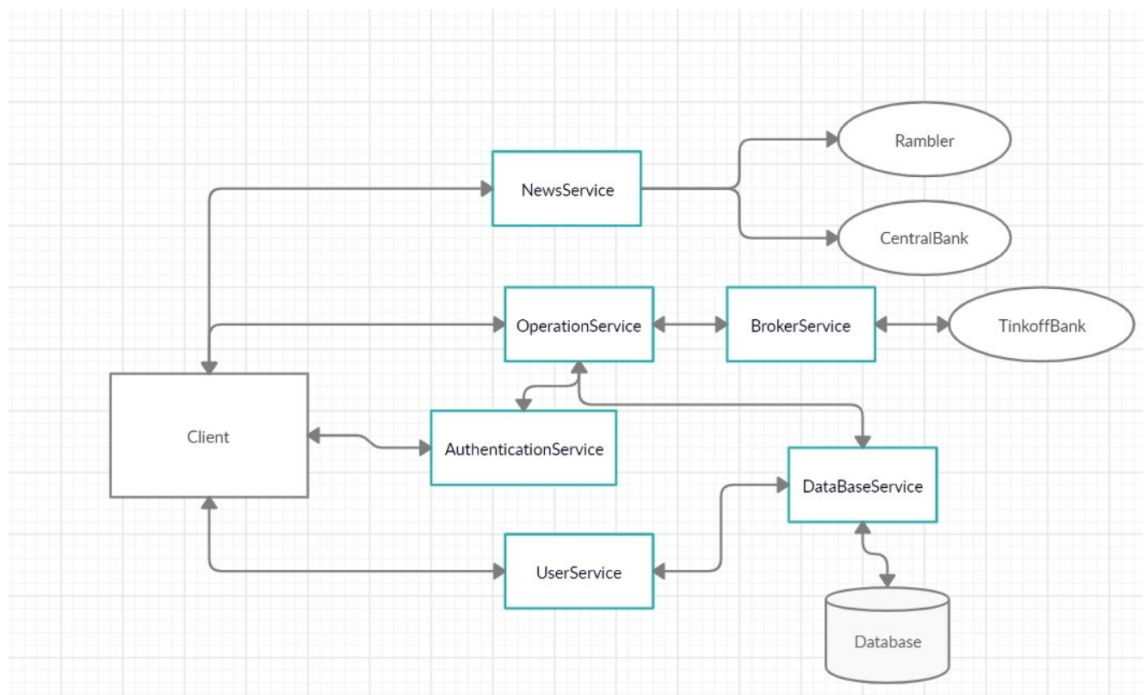 Rambler
NewsService
CentralBank
OperationService
BrokerService
TinkoffBank
Client
AuthenticationService
DataBaseService
UserService
Database